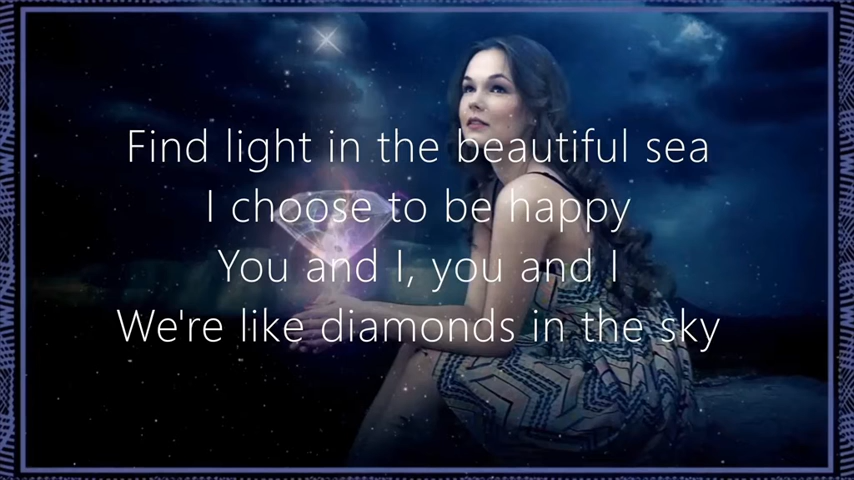 Find light in the beautiful sea
I choose to be happy
You and I, you and I
We're like diamonds in the sky